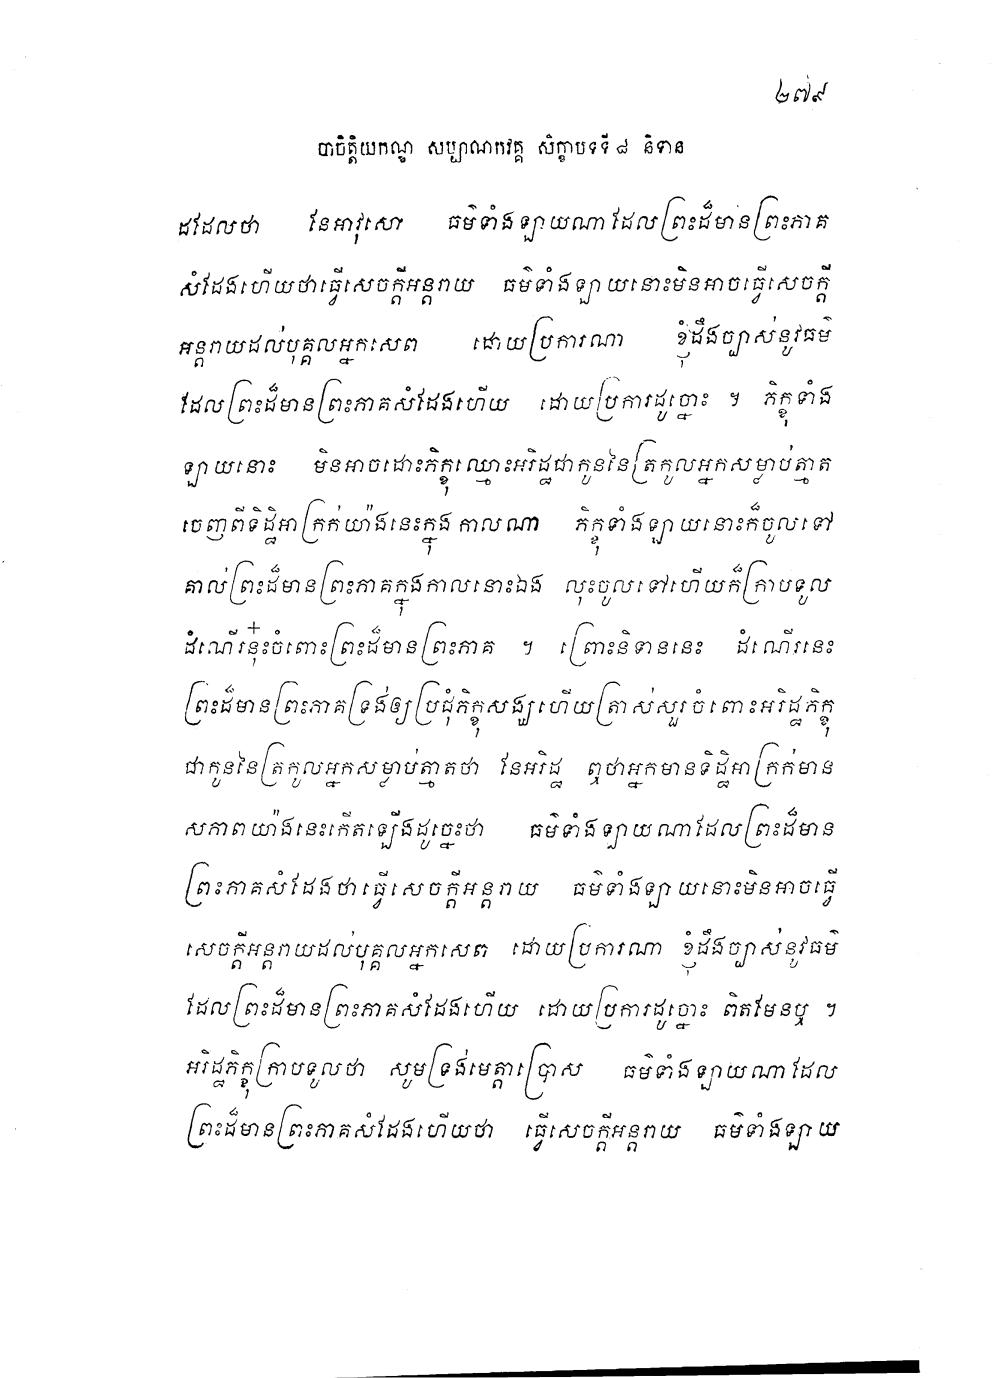 ២៧៩
បាចិត្តិយកណ្ឌ សប្បាណកវគ្គ សិក្ខាបទទី ៨ និទាន
ដដែលថា នែអាវុសោ ធម៌ទាំងឡាយណាដែលព្រះដ៏មានព្រះភាគ
សំដែងហើយថាធ្វើសេចក្តីអន្តរាយ ធម៌ទាំងឡាយនោះមិនអាចធ្វើសេចក្តី
អន្តរាយដល់បុគ្គលអ្នកសេព ដោយប្រការណា ខ្ញុំដឹងច្បាស់នូវធម៌
ដែលព្រះដ៏មានព្រះភាគសំដែងហើយ ដោយប្រការដូច្នោះ ។ ភិក្ខុទាំង
ឡាយនោះ មិនអាចដោះភិក្ខុឈ្មោះអរិដ្ឋជាកូននៃត្រកូលអ្នកសម្លាប់ត្មាត
ចេញពីទិដ្ឋិអាក្រក់យ៉ាងនេះក្នុងកាលណា ភិក្ខុទាំងឡាយនោះក៏ចូលទៅ
គាល់ព្រះដ៏មានព្រះភាគក្នុងកាលនោះឯង លុះចូលទៅហើយក៏ក្រាបទូល
ដំណើរនុ៎ះចំពោះព្រះដ៏មានព្រះភាគ ។ ព្រោះនិទាននេះ ដំណើរនេះ
ព្រះដ៏មានព្រះភាគទ្រង់ឲ្យប្រជុំភិក្ខុសង្ឃហើយត្រាស់សួរចំពោះអរិដ្ឋភិក្ខុ
ជាកូននៃត្រកូលអ្នកសម្លាប់ត្មាតថា នែអរិដ្ឋ ឮថាអ្នកមានទិដ្ឋិអាក្រក់មាន
សភាពយ៉ាងនេះកើតឡើងដូច្នេះថា ធម៌ទាំងឡាយណាដែលព្រះដ៏មាន
ព្រះភាគសំដែងថាធ្វើសេចក្តីអន្តរាយ ធម៌ទាំងឡាយនោះមិនអាចធ្វើ
សេចក្តីអន្តរាយដល់បុគ្គលអ្នកសេព ដោយប្រការណា ខ្ញុំដឹងច្បាស់នូវធម៌
ដែលព្រះដ៏មានព្រះភាគសំដែងហើយ ដោយប្រការដូច្នោះ ពិតមែនឬ ។
អរិដ្ឋភិក្ខុក្រាបទូលថា សូមទ្រង់មេត្តាប្រោស ធម៌ទាំងឡាយណាដែល
ព្រះដ៏មានព្រះភាគសំដែងហើយថា ធ្វើសេចក្តីអន្តរាយ ធម៌ទាំងឡាយ